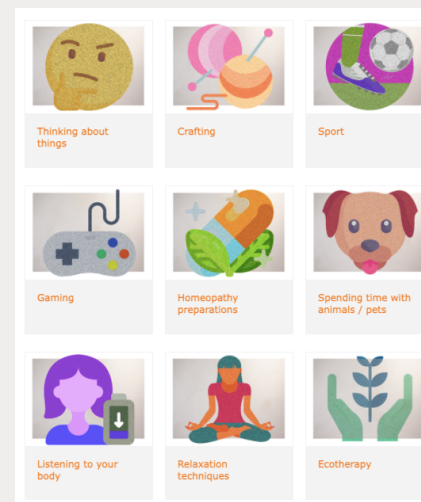 Thinking about
things
Crafting
Sport
Gaming
Homeopathy
preparations
Spending time with
animals / pets
Listening to your
body
Relaxation
techniques
Ecotherapy